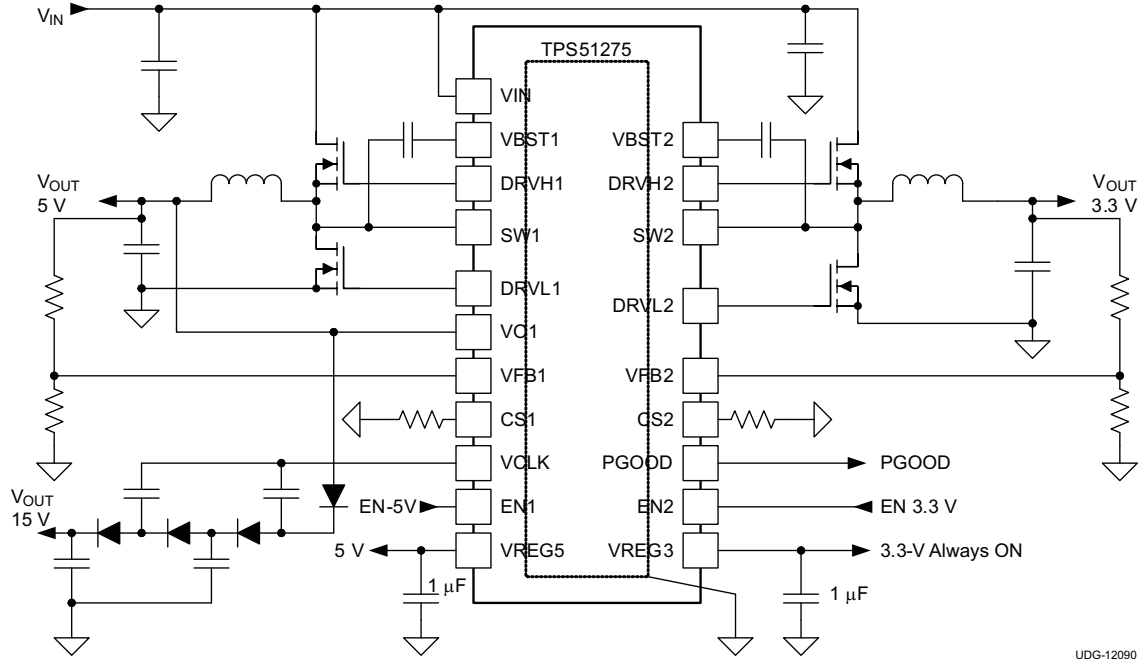 VIN
TPS51275
VIN
VBST1
VBST2
DRVH1
DRVH2
VOUT
5 V
VOUT
3.3 V
SW1
SW2
DRVL1
DRVL2
VO1
VFB1
VFB2
CS1
CS2
VCLK
PGOOD
PGOOD
VOUT
15 V
EN-5V
EN1
EN2
EN 3.3 V
5 V
VREG5
VREG3
3.3-V Always ON
1 μF
1 μF
UDG-12090